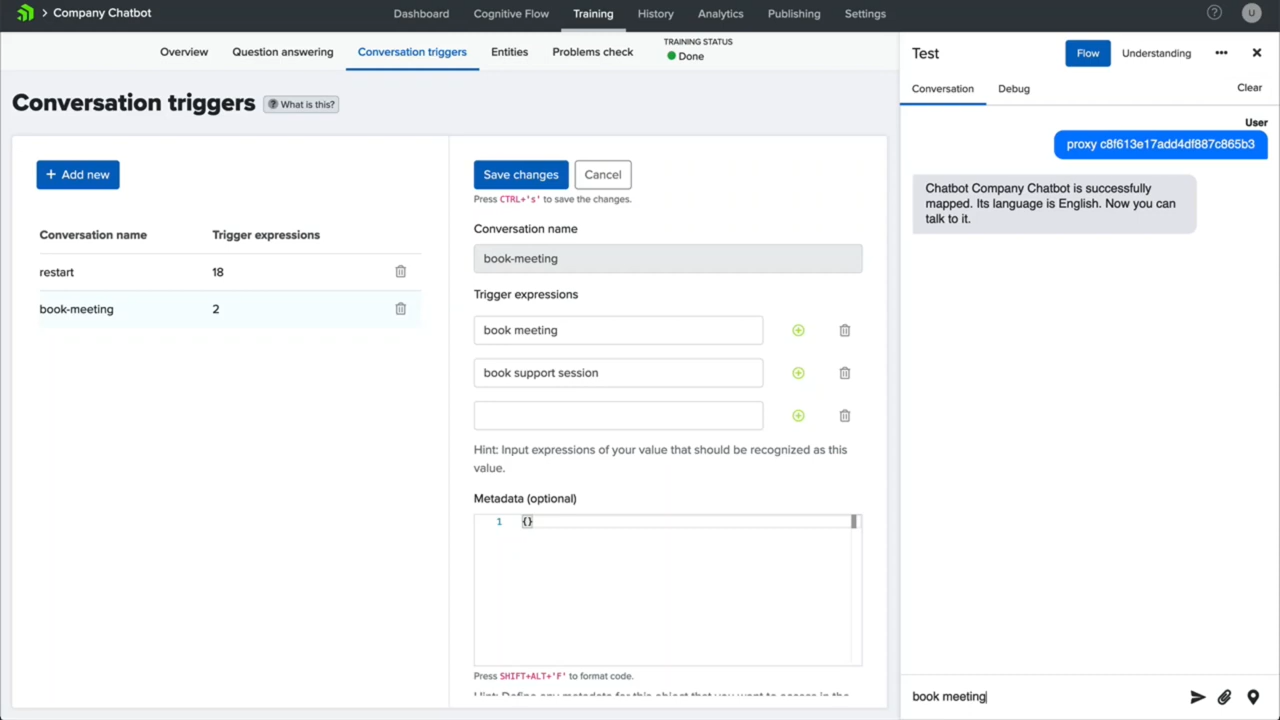 Company Chatbot
Dashboard
Cognitive Flow
Training
History
Analytics
Publishing
Settings
U
Overview
Question answering
Conversation triggers
Entities
Problems check
TRAINING STATUS
Done
Conversation triggers
What is this?
+ Add new
Conversation name
Trigger expressions
restart
18
book-meeting
2
Save changes
Cancel
Press CTRL+'s' to save the changes.
Conversation name
book-meeting
Trigger expressions
book meeting
book support session
Hint: Input expressions of your value that should be recognized as this
value.
Metadata (optional)
1 {}
Press SHIFT+ALT+'F' to format code.
Hint: Define any metadata for this object that you want to access in the
Test
Flow
Understanding
Conversation
Debug
Clear
User
proxy c8f613e17add4df887c865b3
Chatbot Company Chatbot is successfully
mapped. Its language is English. Now you can
talk to it.
book meeting